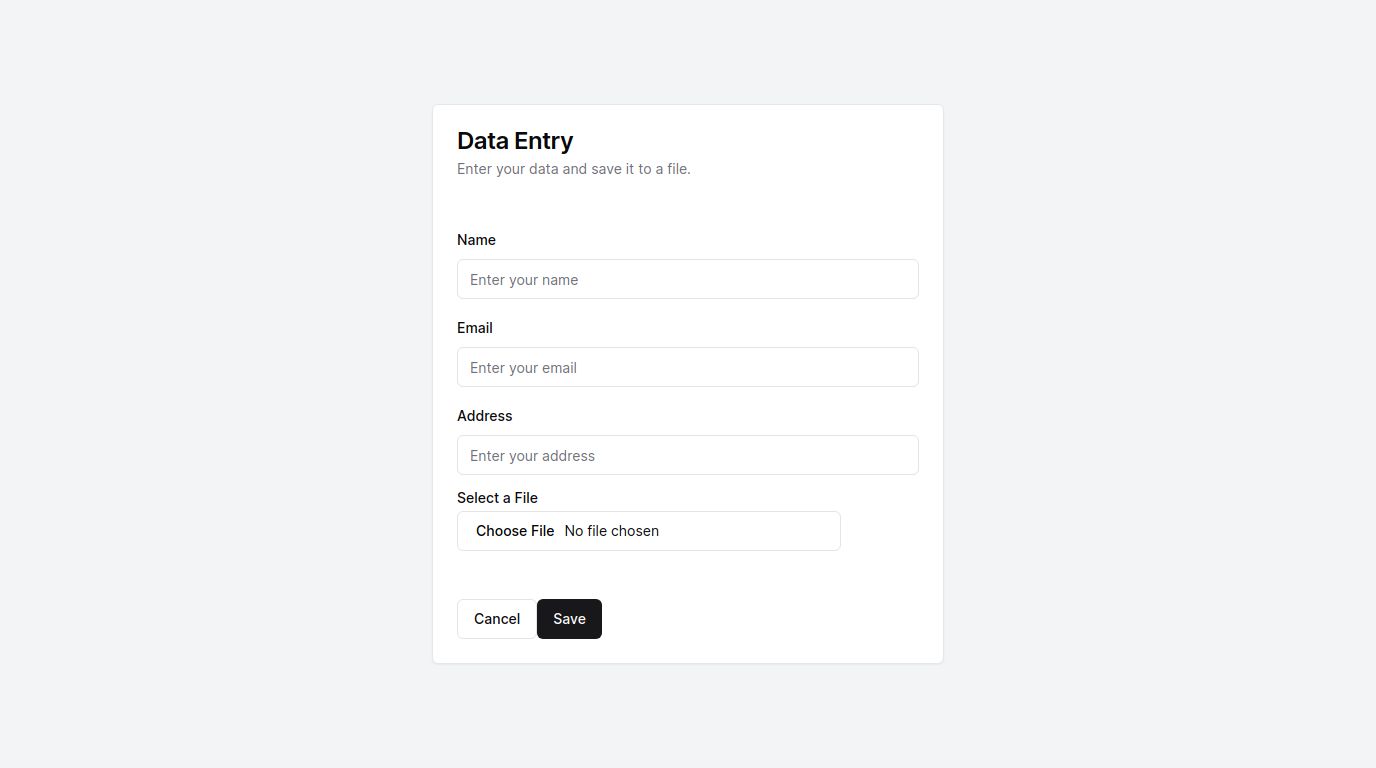 Data Entry
Enter your data and save it to a file.
Name
Enter your name
Email
Enter your email
Address
Enter your address
Select a File
Choose File No file chosen
Cancel Save